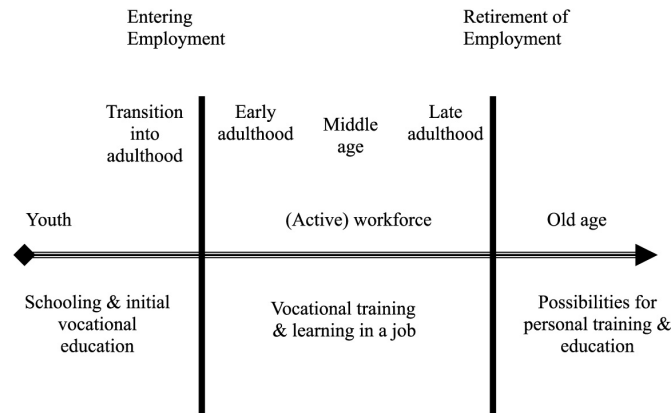 Entering
Employment
Retirement of
Employment
Transition
into
adulthood
Early
adulthood
Middle
age
Late
adulthood
Youth
(Active) workforce
Old age
Schooling & initial
vocational
education
Vocational training
& learning in a job
Possibilities for
personal training &
education